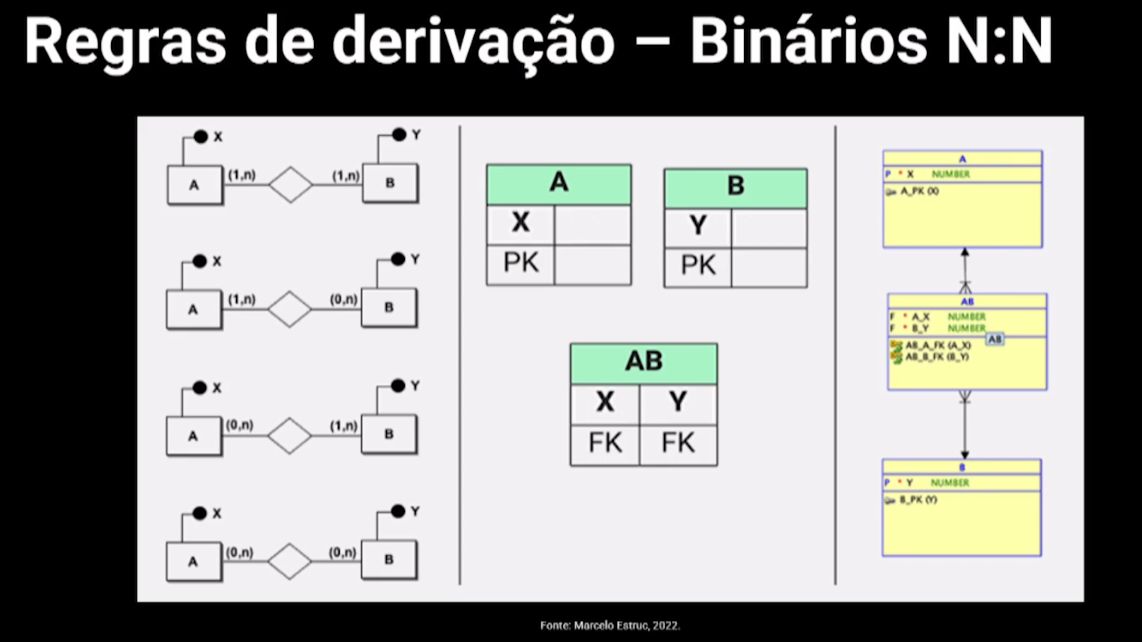 Regras de derivação – Binários N:N
X
Y
A
(1,n)
(1,n)
B
X
Y
A
(1,n)
(0,n)
B
X
Y
A
(0,n)
(1,n)
B
X
Y
A
(0,n)
(0,n)
B
A
X
PK
B
Y
PK
AB
X Y
FK FK
A
P * X NUMBER
A_PK (X)
AB
F * A_X NUMBER
F * B_Y NUMBER
AB
AB_A_FK (A_X)
AB_B_FK (B_Y)
B
P * Y NUMBER
B_PK (Y)
Fonte: Marcelo Estruc, 2022.